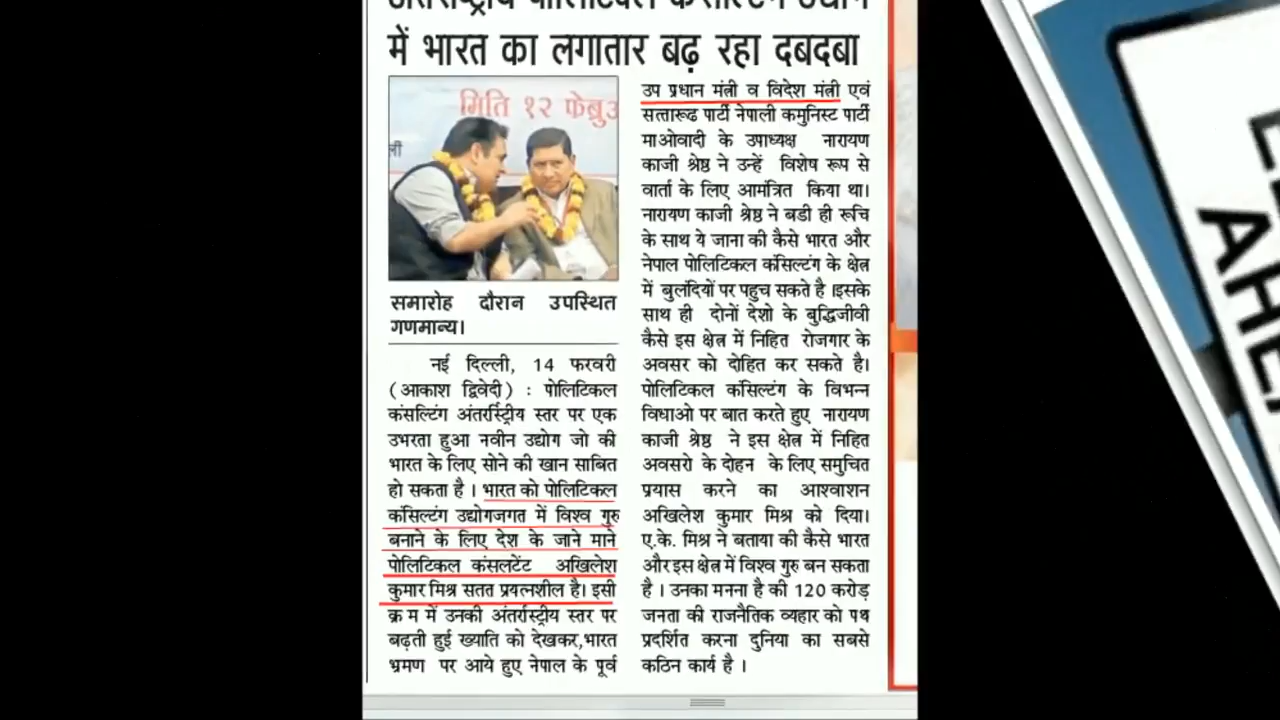 में भारत का लगातार बढ़ रहा दबदबा
मिति १२ फेब्रु
समारोह दौरान उपस्थित
गणमान्य।
नई दिल्ली, 14 फरवरी
(आकाश द्विवेदी) : पोलिटिकल
कंसल्टिंग अंतरर्स्ट्रीय स्तर पर एक
उभरता हुआ नवीन उद्योग जो की
भारत के लिए सोने की खान साबित
हो सकता है । भारत को पोलिटिकल
कंसिल्टिंग उद्योगजगत में विश्व गुरु
बनाने के लिए देश के जाने माने
पोलिटिकल कंसलटेंट अखिलेश
कुमार मिश्र सतत प्रयत्नशील है। इसी
क्र म में उनकी अंतर्रास्ट्रीय स्तर पर
बढ़ती हुई ख्याति को देखकर,भारत
भ्रमण पर आये हुए नेपाल के पूर्व
उप प्रधान मंत्री व विदेश मंत्री एवं
सत्तारूढ पार्टी नेपाली कमुनिस्ट पार्टी
माओवादी के उपाध्यक्ष नारायण
काजी श्रेष्ठ ने उन्हें विशेष रूप से
वार्ता के लिए आमंत्रित किया था।
नारायण काजी श्रेष्ठ ने बडी ही रूचि
के साथ ये जाना की कैसे भारत और
नेपाल पोलिटिकल कंसिल्टिंग के क्षेत्र
में बुलंदियों पर पहुच सकते है ।इसके
साथ ही दोनों देशो के बुद्धिजीवी
कैसे इस क्षेत्र में निहित रोजगार के
अवसर को दोहित कर सकते है।
पोलिटिकल कंसिल्टिंग के विभन्न
विधाओ पर बात करते हुए नारायण
काजी श्रेष्ठ ने इस क्षेत्र में निहित
अवसरो के दोहन के लिए समुचित
प्रयास करने का आश्वाशन
अखिलेश कुमार मिश्र को दिया।
ए.के. मिश्र ने बताया की कैसे भारत
और इस क्षेत्र में विश्व गुरु बन सकता
है । उनका मनना है की 120 करोड़
जनता की राजनैतिक व्यहार को पथ
प्रदर्शित करना दुनिया का सबसे
कठिन कार्य है ।